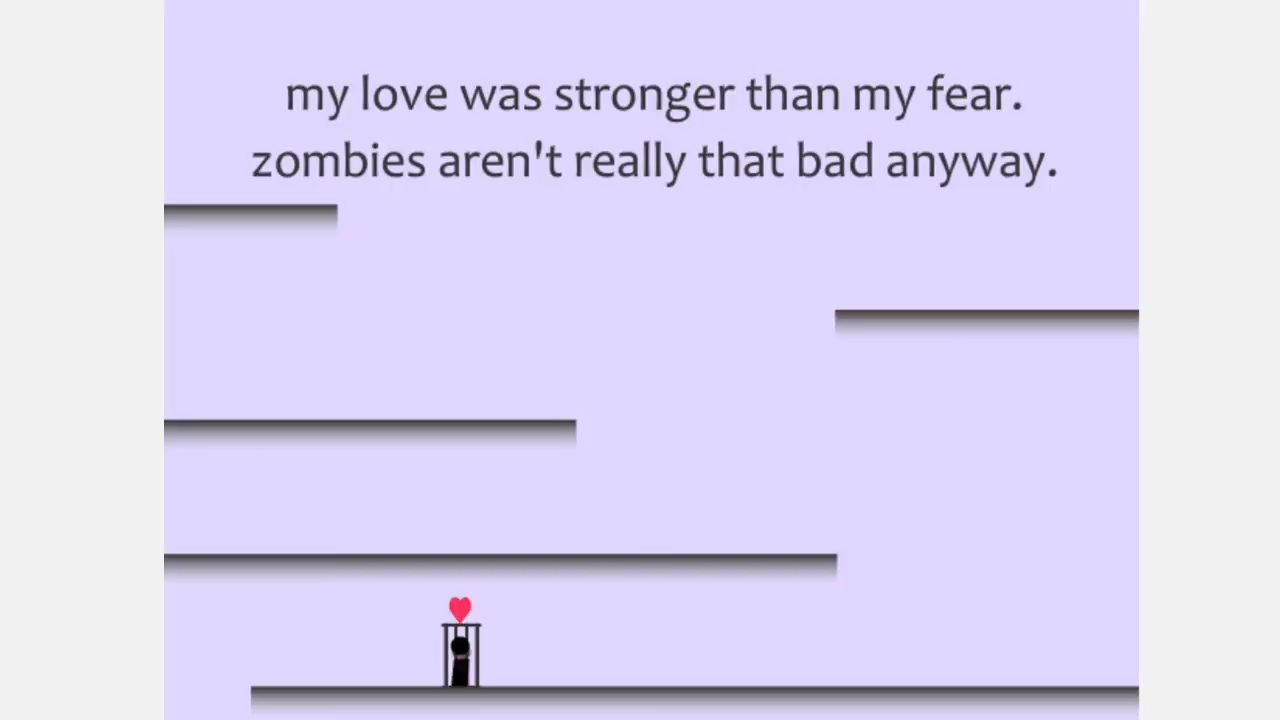 my love was stronger than my fear.
zombies aren't really that bad anyway.